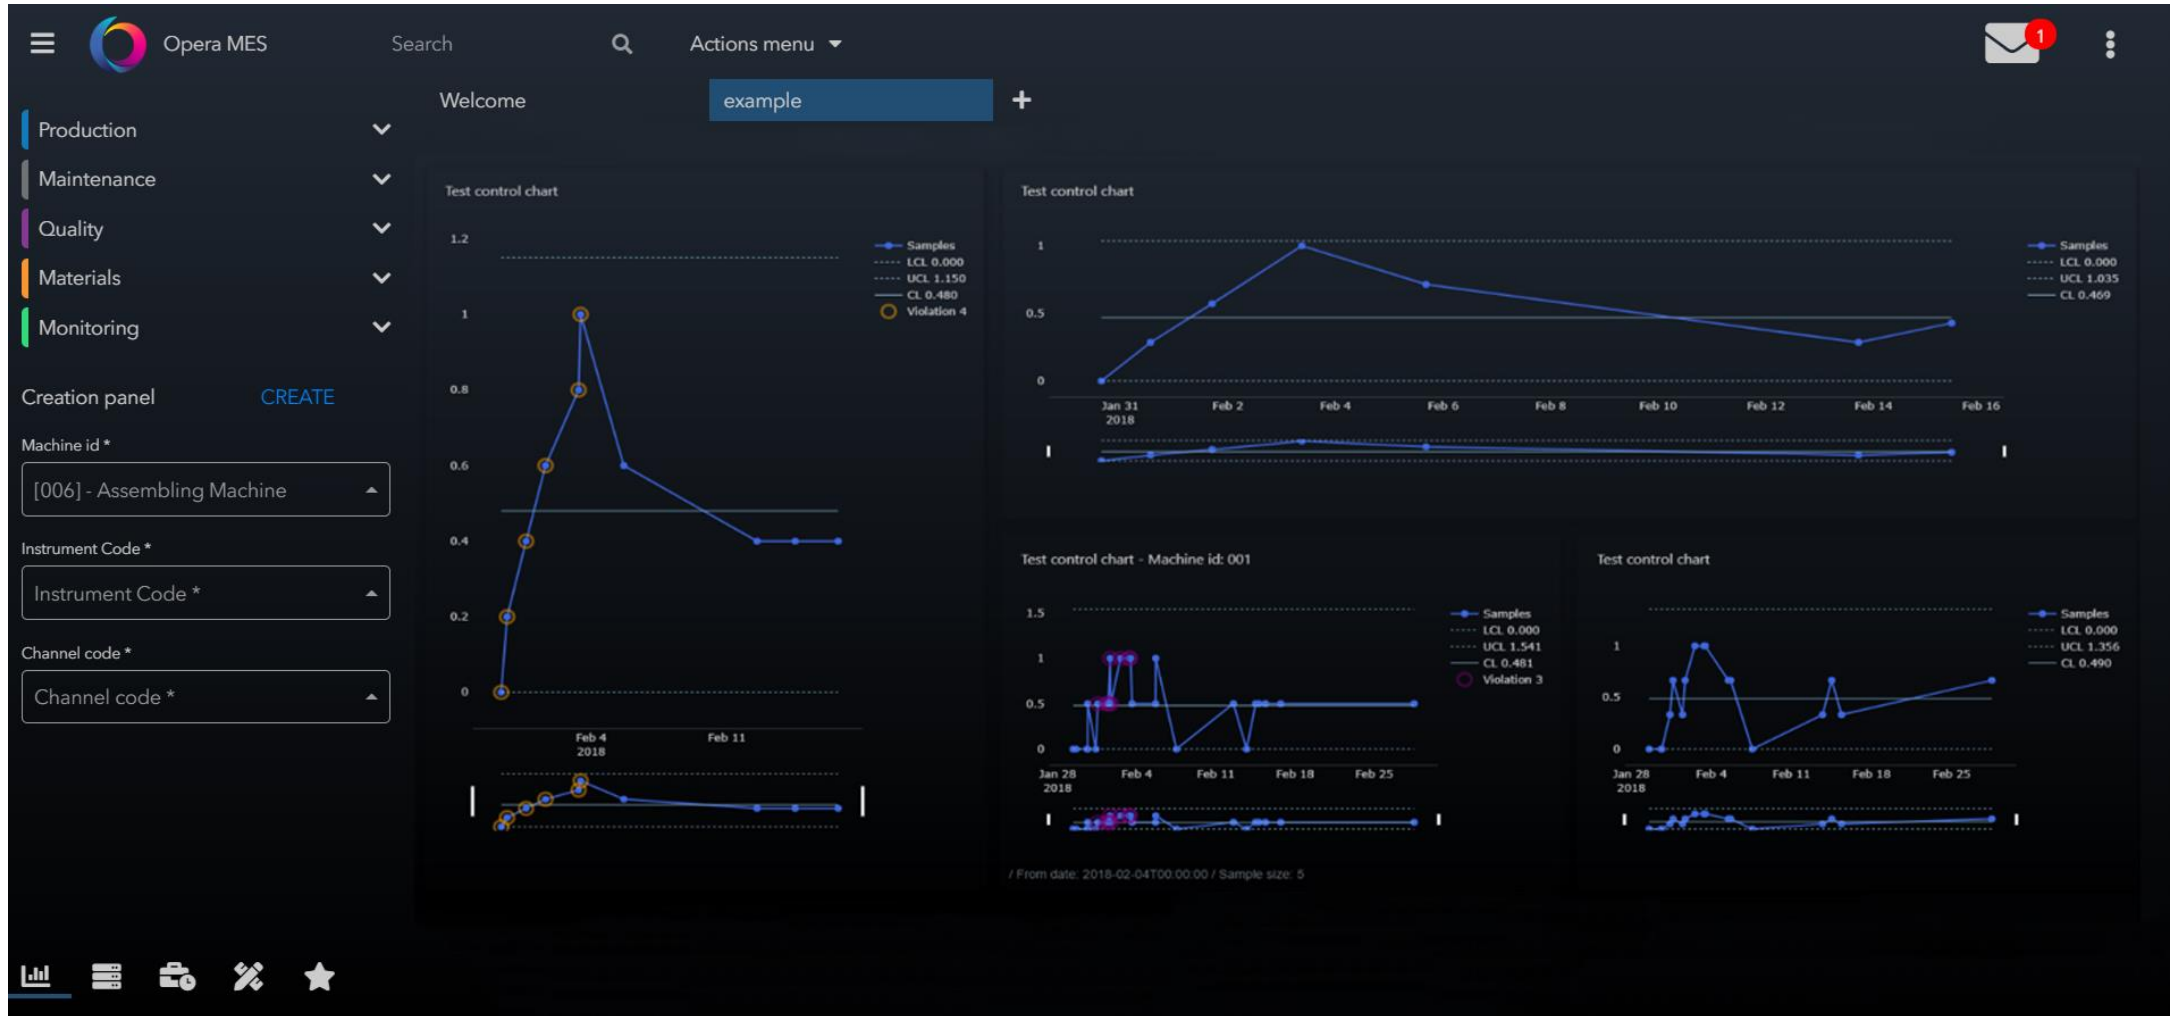 Opera MES
Search
Actions menu
1
Welcome
example
+
Production
Maintenance
Quality
Materials
Monitoring
Creation panel CREATE
Machine id *
[006] - Assembling Machine
Instrument Code *
Instrument Code *
Channel code *
Channel code *
Test control chart
1.2
1
0.8
0.6
0.4
0.2
0
Feb 4
2018
Feb 11
Samples
LCL 0.000
UCL 1.150
CL 0.480
Violation 4
Test control chart
1
0.5
0
Jan 31
2018
Feb 2
Feb 4
Feb 6
Feb 8
Feb 10
Feb 12
Feb 14
Feb 16
Samples
LCL 0.000
UCL 1.035
CL 0.469
Test control chart - Machine id: 001
1.5
1
0.5
0
Jan 28
2018
Feb 4
Feb 11
Feb 18
Feb 25
Samples
LCL 0.000
UCL 1.541
CL 0.481
Violation 3
/ From date: 2018-02-04T00:00:00 / Sample size: 5
Test control chart
1
0.5
0
Jan 28
2018
Feb 4
Feb 11
Feb 18
Feb 25
Samples
LCL 0.000
UCL 1.356
CL 0.490